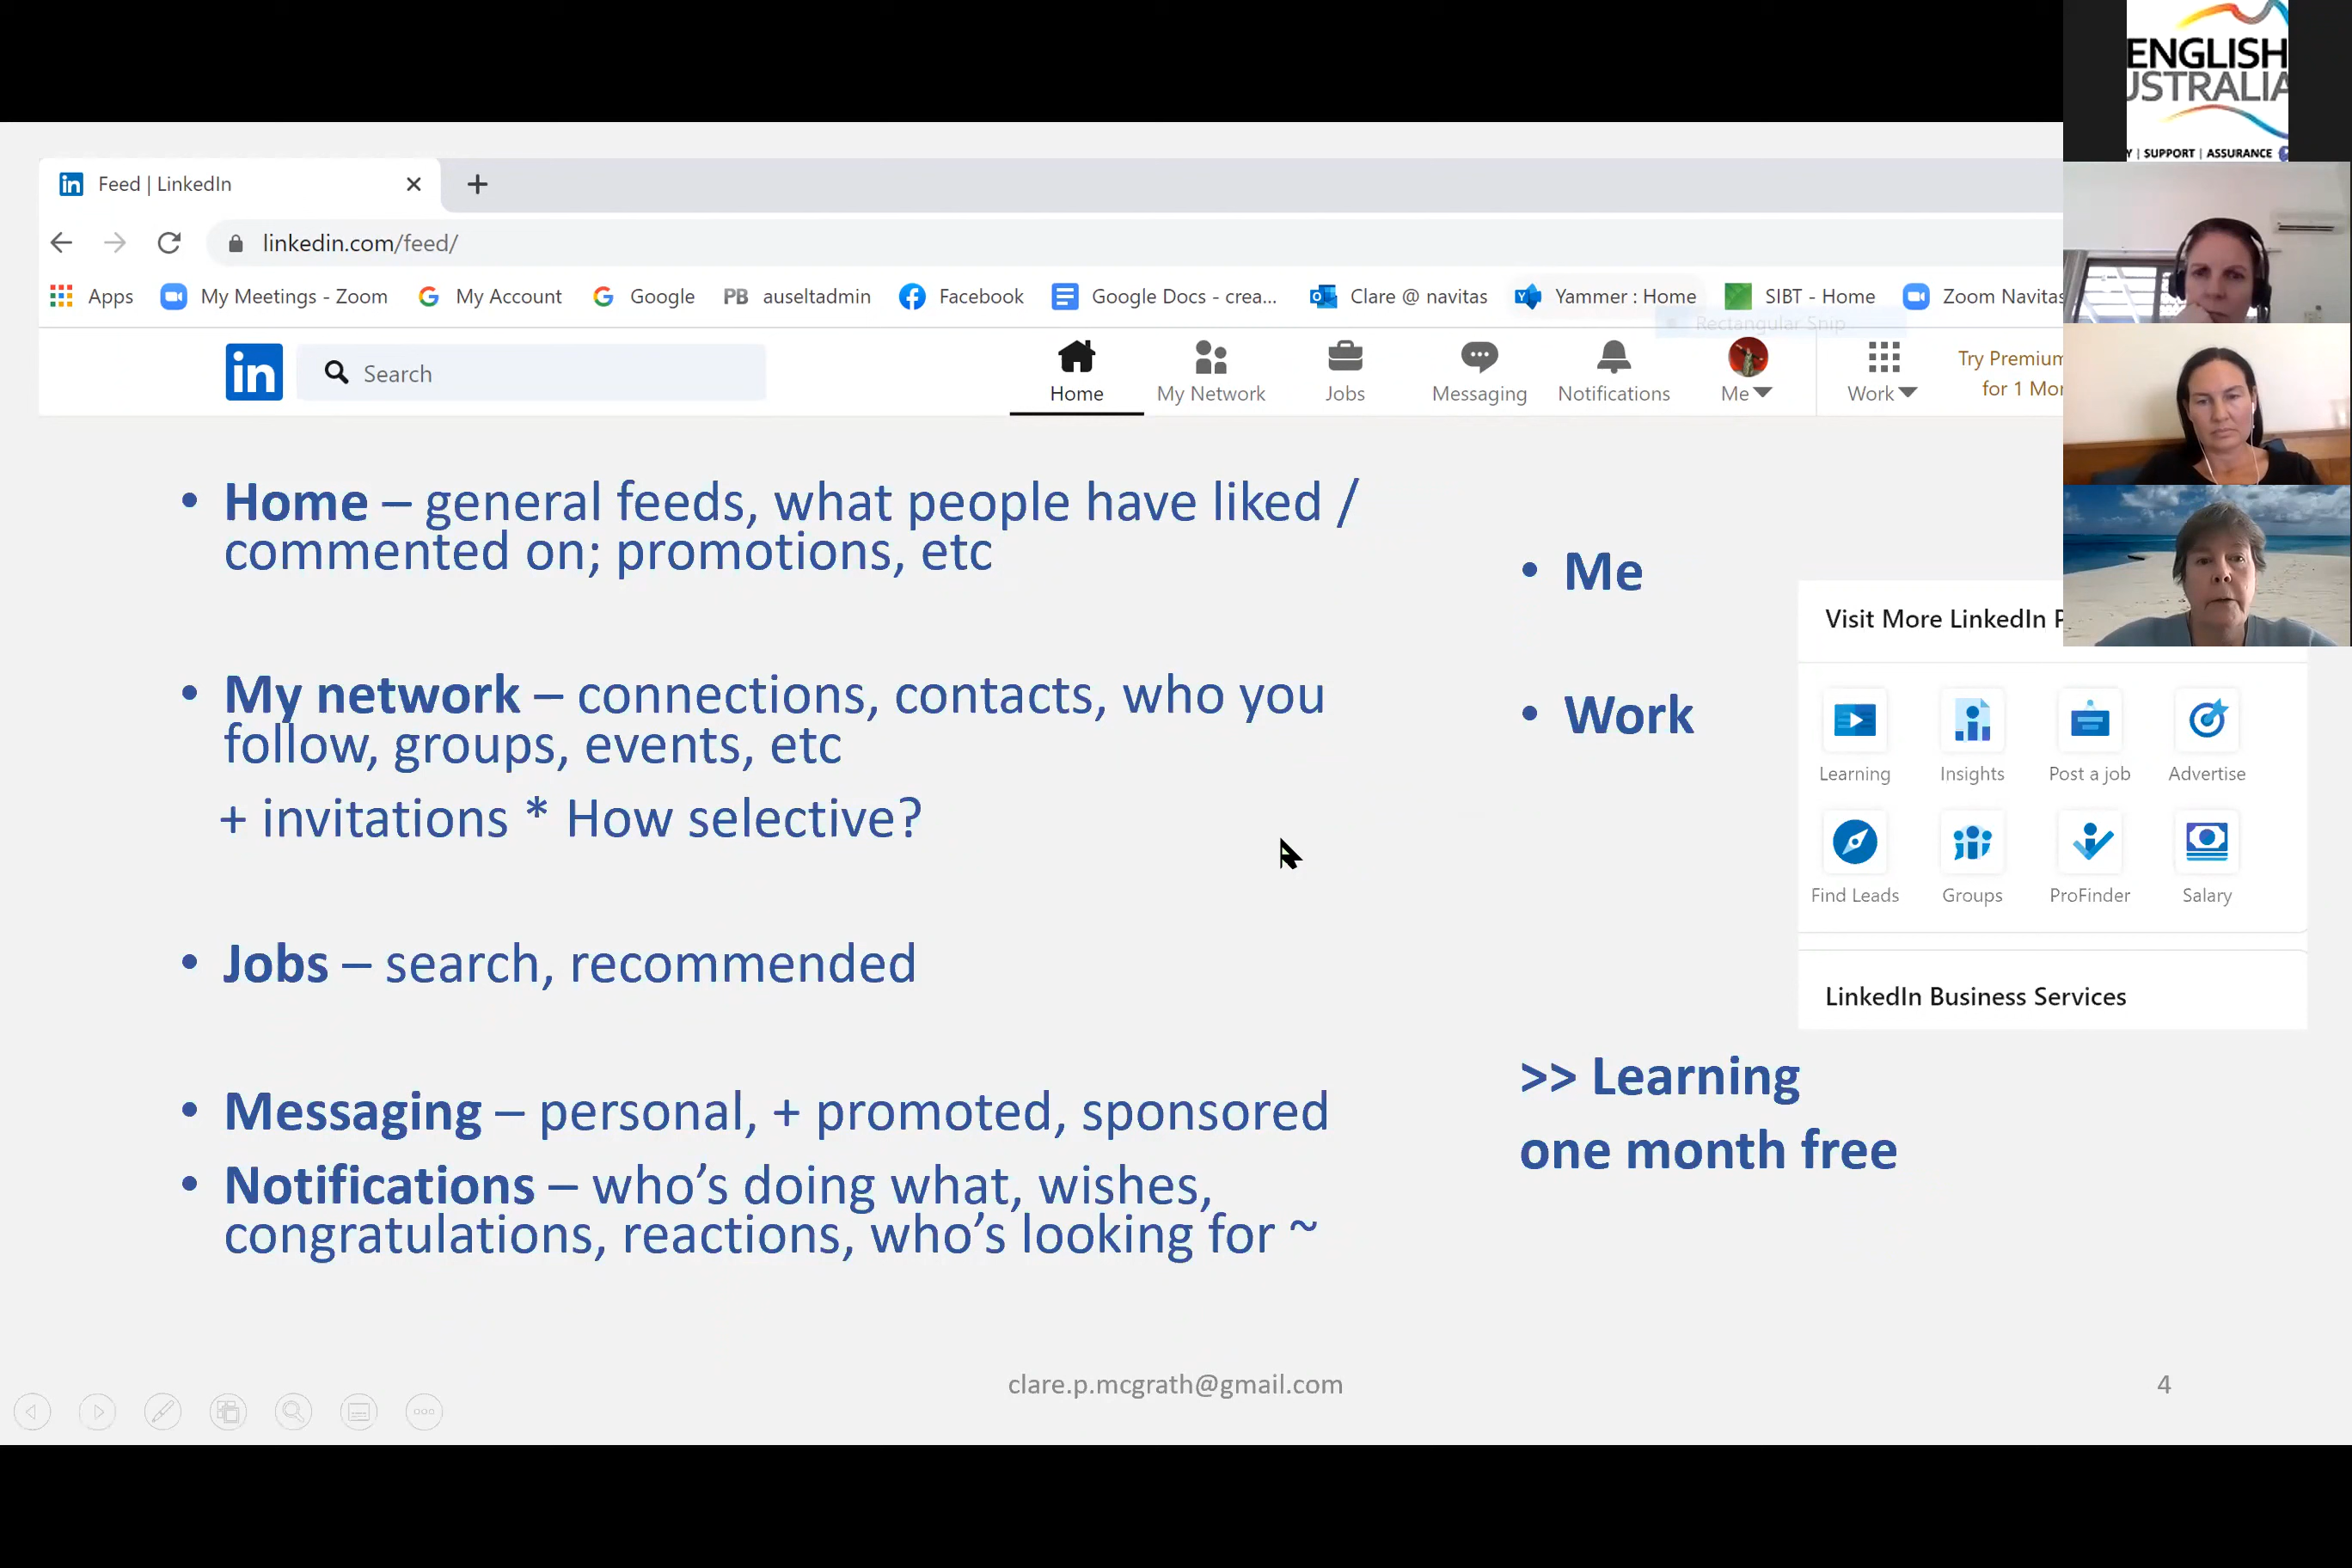 ENGLISH
USTRALIA
Y | SUPPORT | ASSURANCE
Feed | LinkedIn
linkedin.com/feed/
Apps My Meetings - Zoom My Account Google PB auseltadmin Facebook Google Docs - crea... Clare @ navitas Yammer : Home SIBT - Home Zoom Navitas
Rectangular Snip
in Search Home My Network Jobs Messaging Notifications Me Work
Try Premium
for 1 Mo
• Home – general feeds, what people have liked /
commented on; promotions, etc
• My network – connections, contacts, who you
follow, groups, events, etc
+ invitations * How selective?
• Jobs – search, recommended
• Messaging – personal, + promoted, sponsored
• Notifications – who’s doing what, wishes,
congratulations, reactions, who’s looking for ~
• Me
• Work
Visit More LinkedIn P
Learning Insights Post a job Advertise
Find Leads Groups ProFinder Salary
LinkedIn Business Services
>> Learning
one month free
clare.p.mcgrath@gmail.com
4